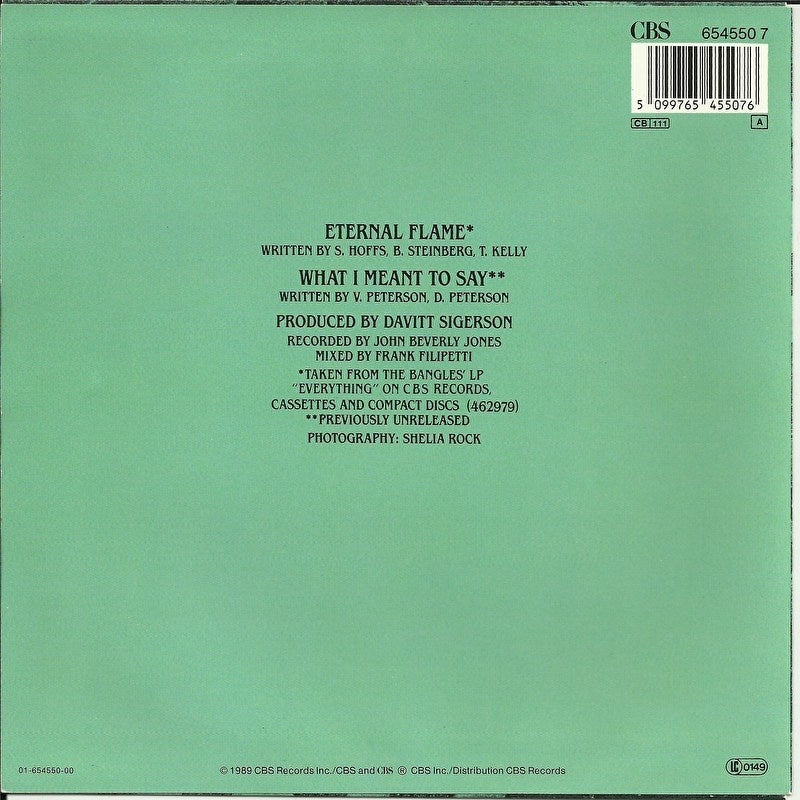 CBS 654550 7
5 099765 455076
CB 111 A
ETERNAL FLAME*
WRITTEN BY S. HOFFS, B. STEINBERG, T. KELLY
WHAT I MEANT TO SAY**
WRITTEN BY V. PETERSON, D. PETERSON
PRODUCED BY DAVITT SIGERSON
RECORDED BY JOHN BEVERLY JONES
MIXED BY FRANK FILIPETTI
*TAKEN FROM THE BANGLES' LP
"EVERYTHING" ON CBS RECORDS,
CASSETTES AND COMPACT DISCS (462979)
**PREVIOUSLY UNRELEASED
PHOTOGRAPHY: SHELIA ROCK
01-654550-00 © 1989 CBS Records Inc./CBS and CBS ® CBS Inc./Distribution CBS Records LC 0149